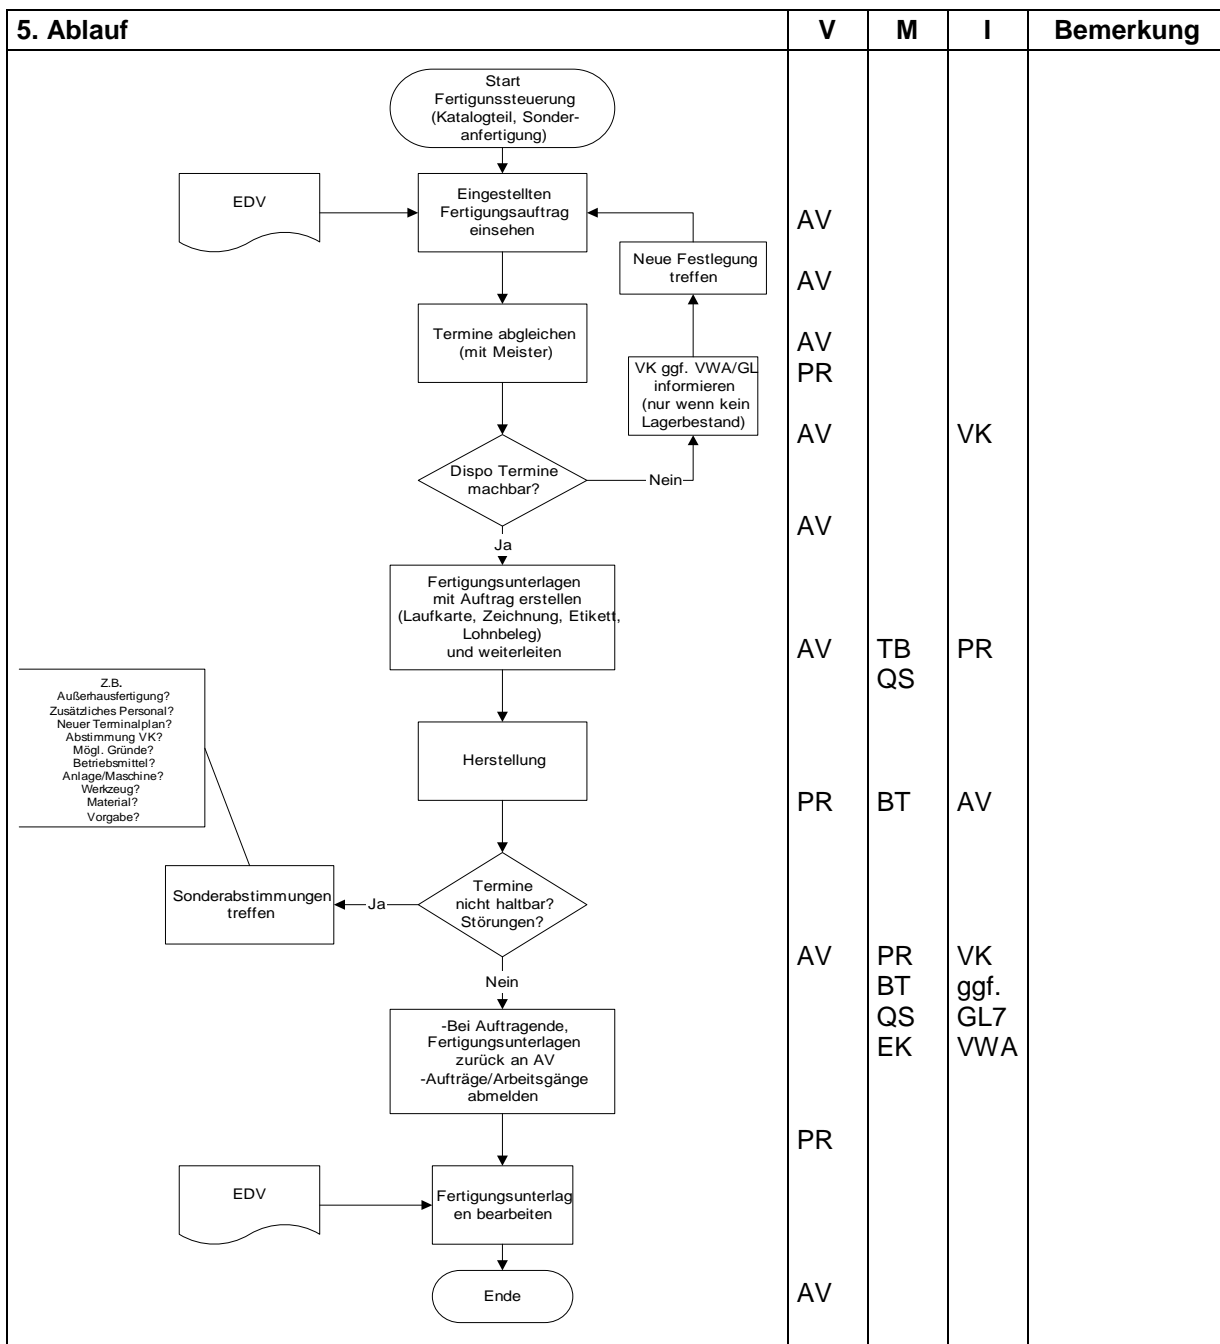 5. Ablauf V M I Bemerkung
Start
Fertigunssteuerung
(Katalogteil, Sonder-
anfertigung)
EDV
Eingestellten
Fertigungsauftrag
einsehen
AV
Neue Festlegung
treffen
AV
Termine abgleichen
(mit Meister)
AV
PR
VK ggf. VWA/GL
informieren
(nur wenn kein
Lagerbestand)
AV VK
Dispo Termine
machbar?
Nein
AV
Ja
Fertigungsunterlagen
mit Auftrag erstellen
(Laufkarte, Zeichnung, Etikett,
Lohnbeleg)
und weiterleiten
AV TB PR
QS
Z.B.
Außerhausfertigung?
Zusätzliches Personal?
Neuer Terminalplan?
Abstimmung VK?
Mögl. Gründe?
Betriebsmittel?
Anlage/Maschine?
Werkzeug?
Material?
Vorgabe?
Herstellung
PR BT AV
Termine
nicht haltbar?
Störungen?
Ja
Sonderabstimmungen
treffen
AV PR VK
BT ggf.
QS GL7
EK VWA
Nein
-Bei Auftragende,
Fertigungsunterlagen
zurück an AV
-Aufträge/Arbeitsgänge
abmelden
PR
EDV
Fertigungsunterlag
en bearbeiten
Ende
AV